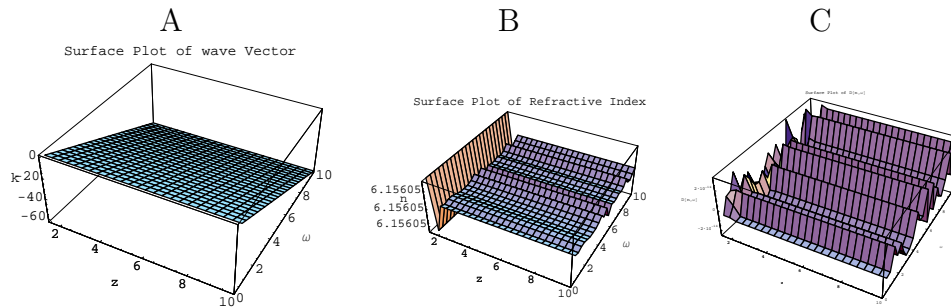 A
B
C
Surface Plot of wave Vector
Surface Plot of Refractive Index
Surface Plot of
0
-20
-40
-60
k
2
4
6
8
10
z
0
2
4
6
8
10
ω
6.15605
6.15605
6.15605
n
2
4
6
8
10
z
0
2
4
6
8
10
ω